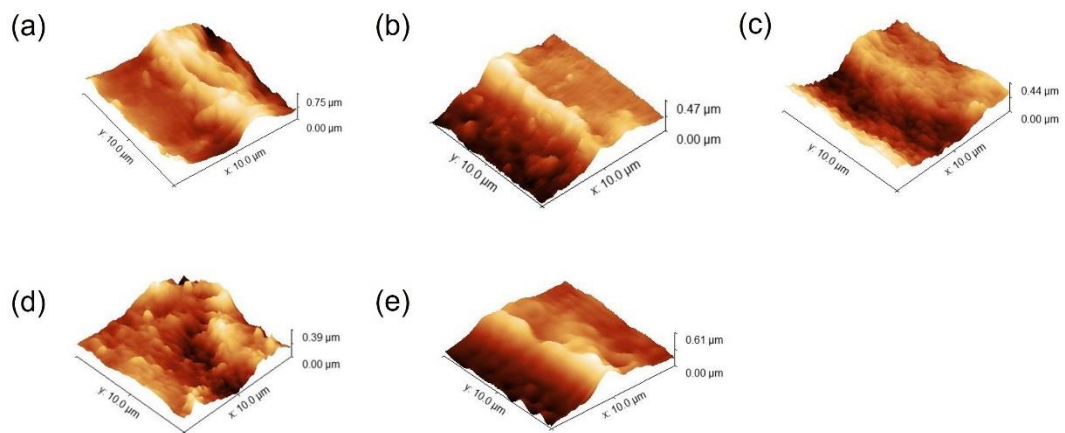 (a)
0.75 µm
0.00 µm
y: 10.0 µm
x: 10.0 µm
(b)
0.47 µm
0.00 µm
y: 10.0 µm
x: 10.0 µm
(c)
0.44 µm
0.00 µm
y: 10.0 µm
x: 10.0 µm
(d)
0.39 µm
0.00 µm
y: 10.0 µm
x: 10.0 µm
(e)
0.61 µm
0.00 µm
y: 10.0 µm
x: 10.0 µm